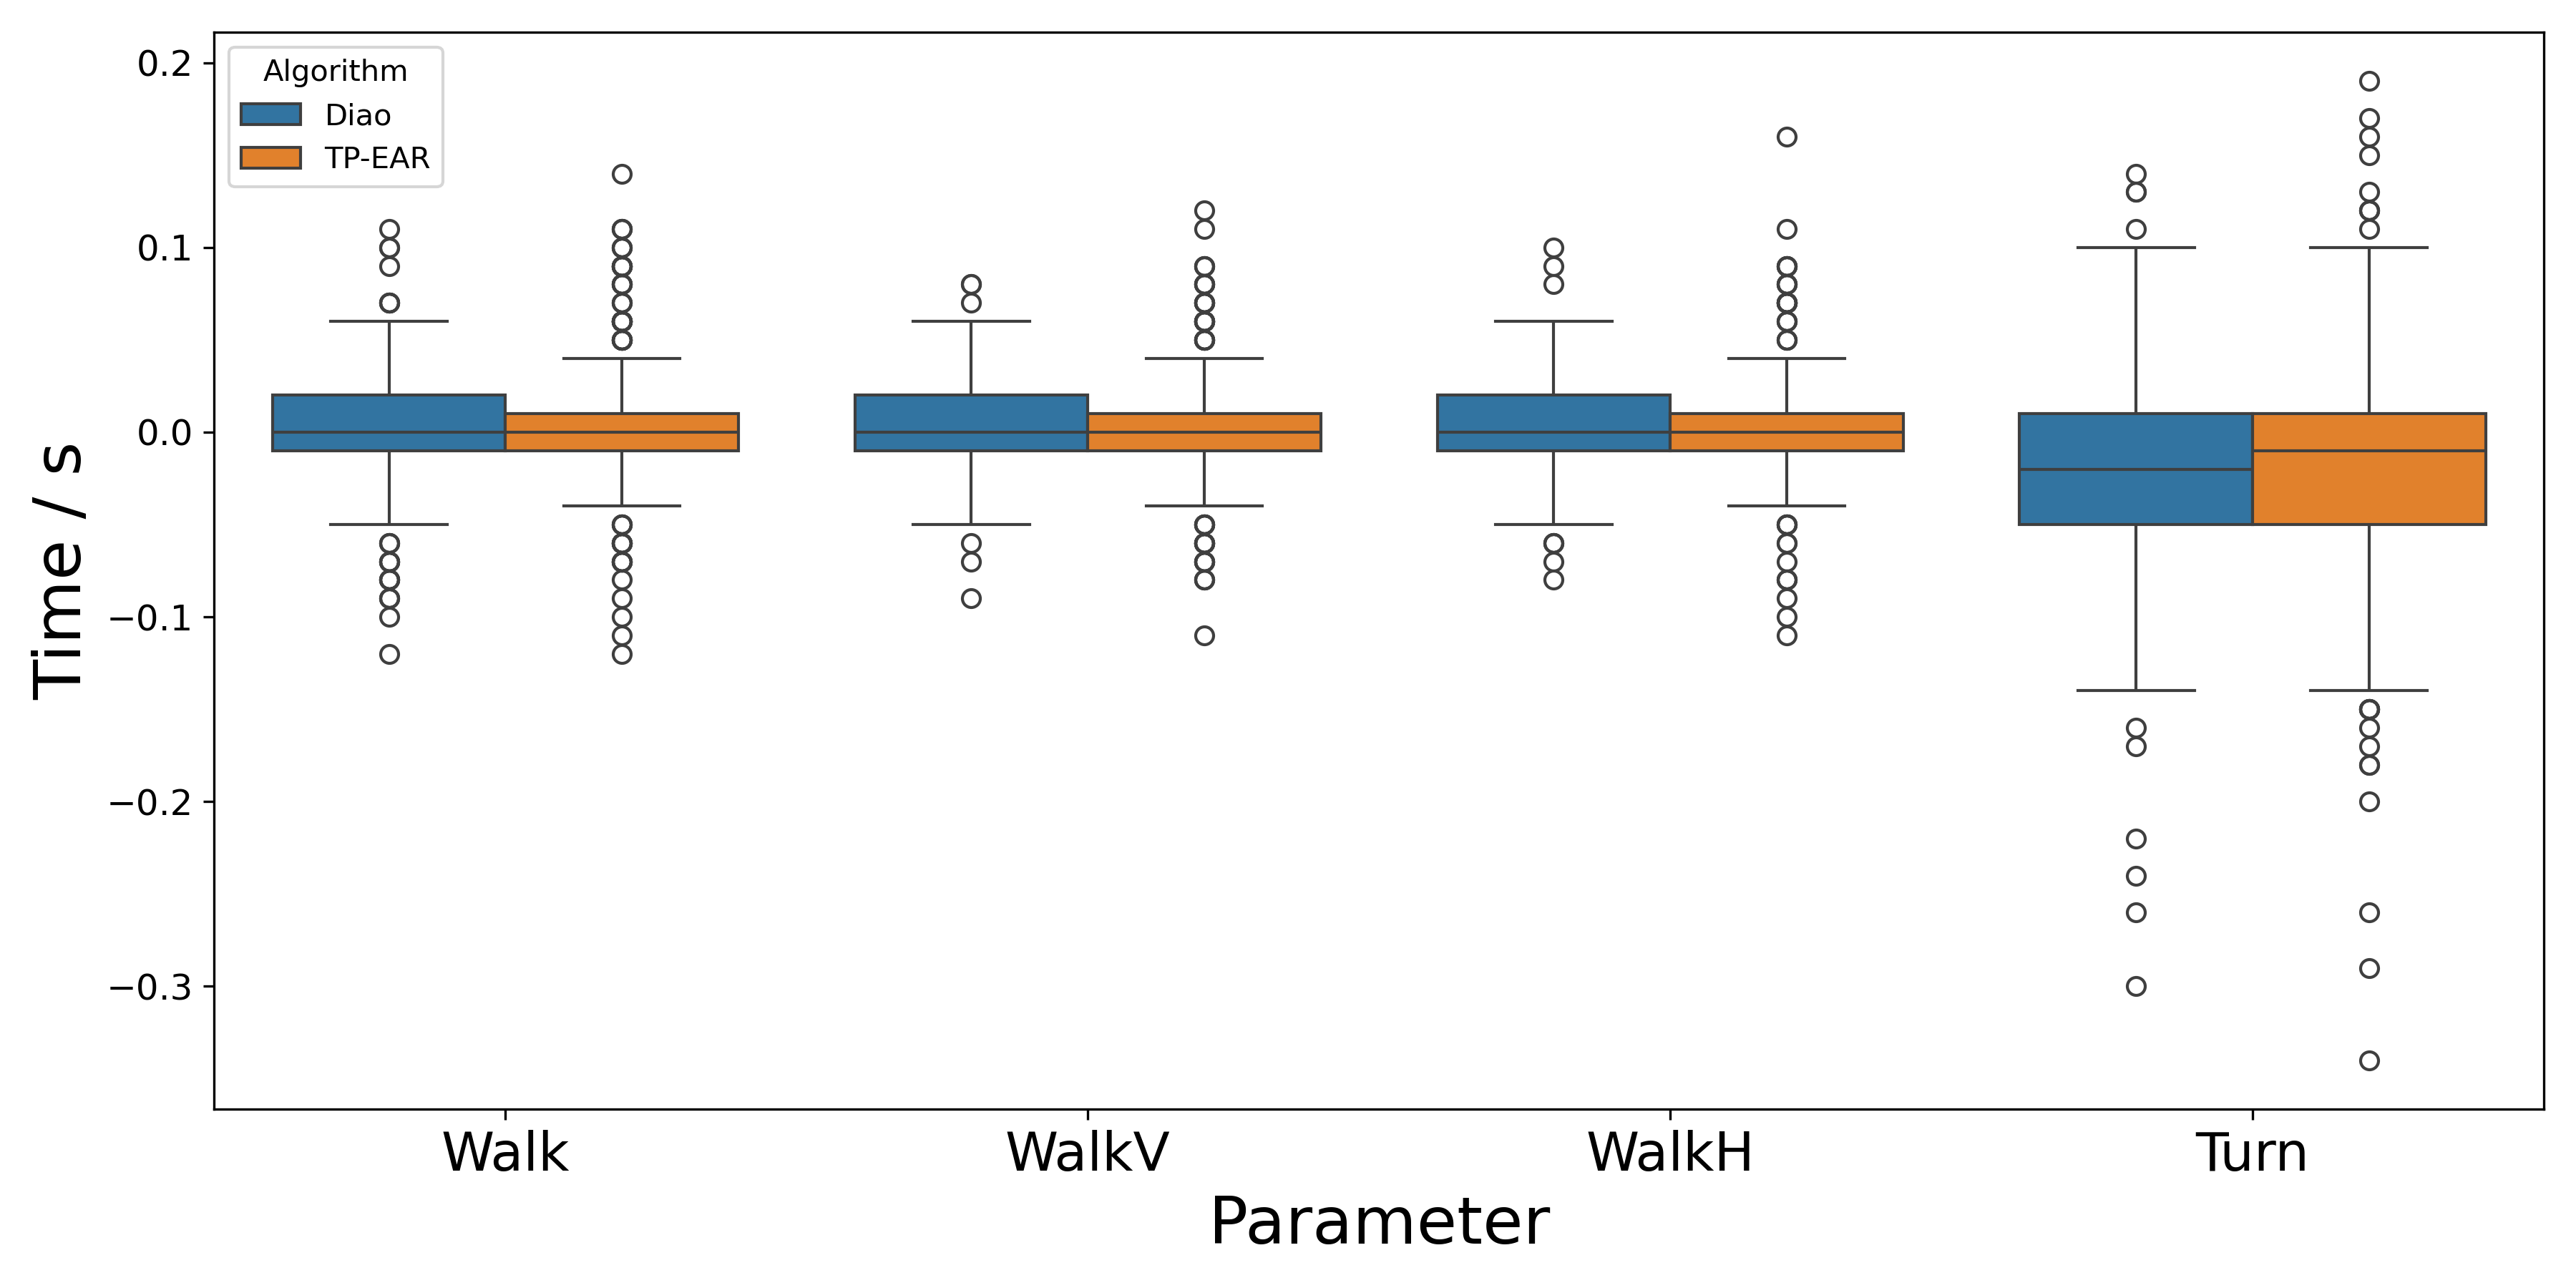 Algorithm
Diao
TP-EAR
Time / s
0.2
0.1
0.0
−0.1
−0.2
−0.3
Walk
WalkV
WalkH
Turn
Parameter